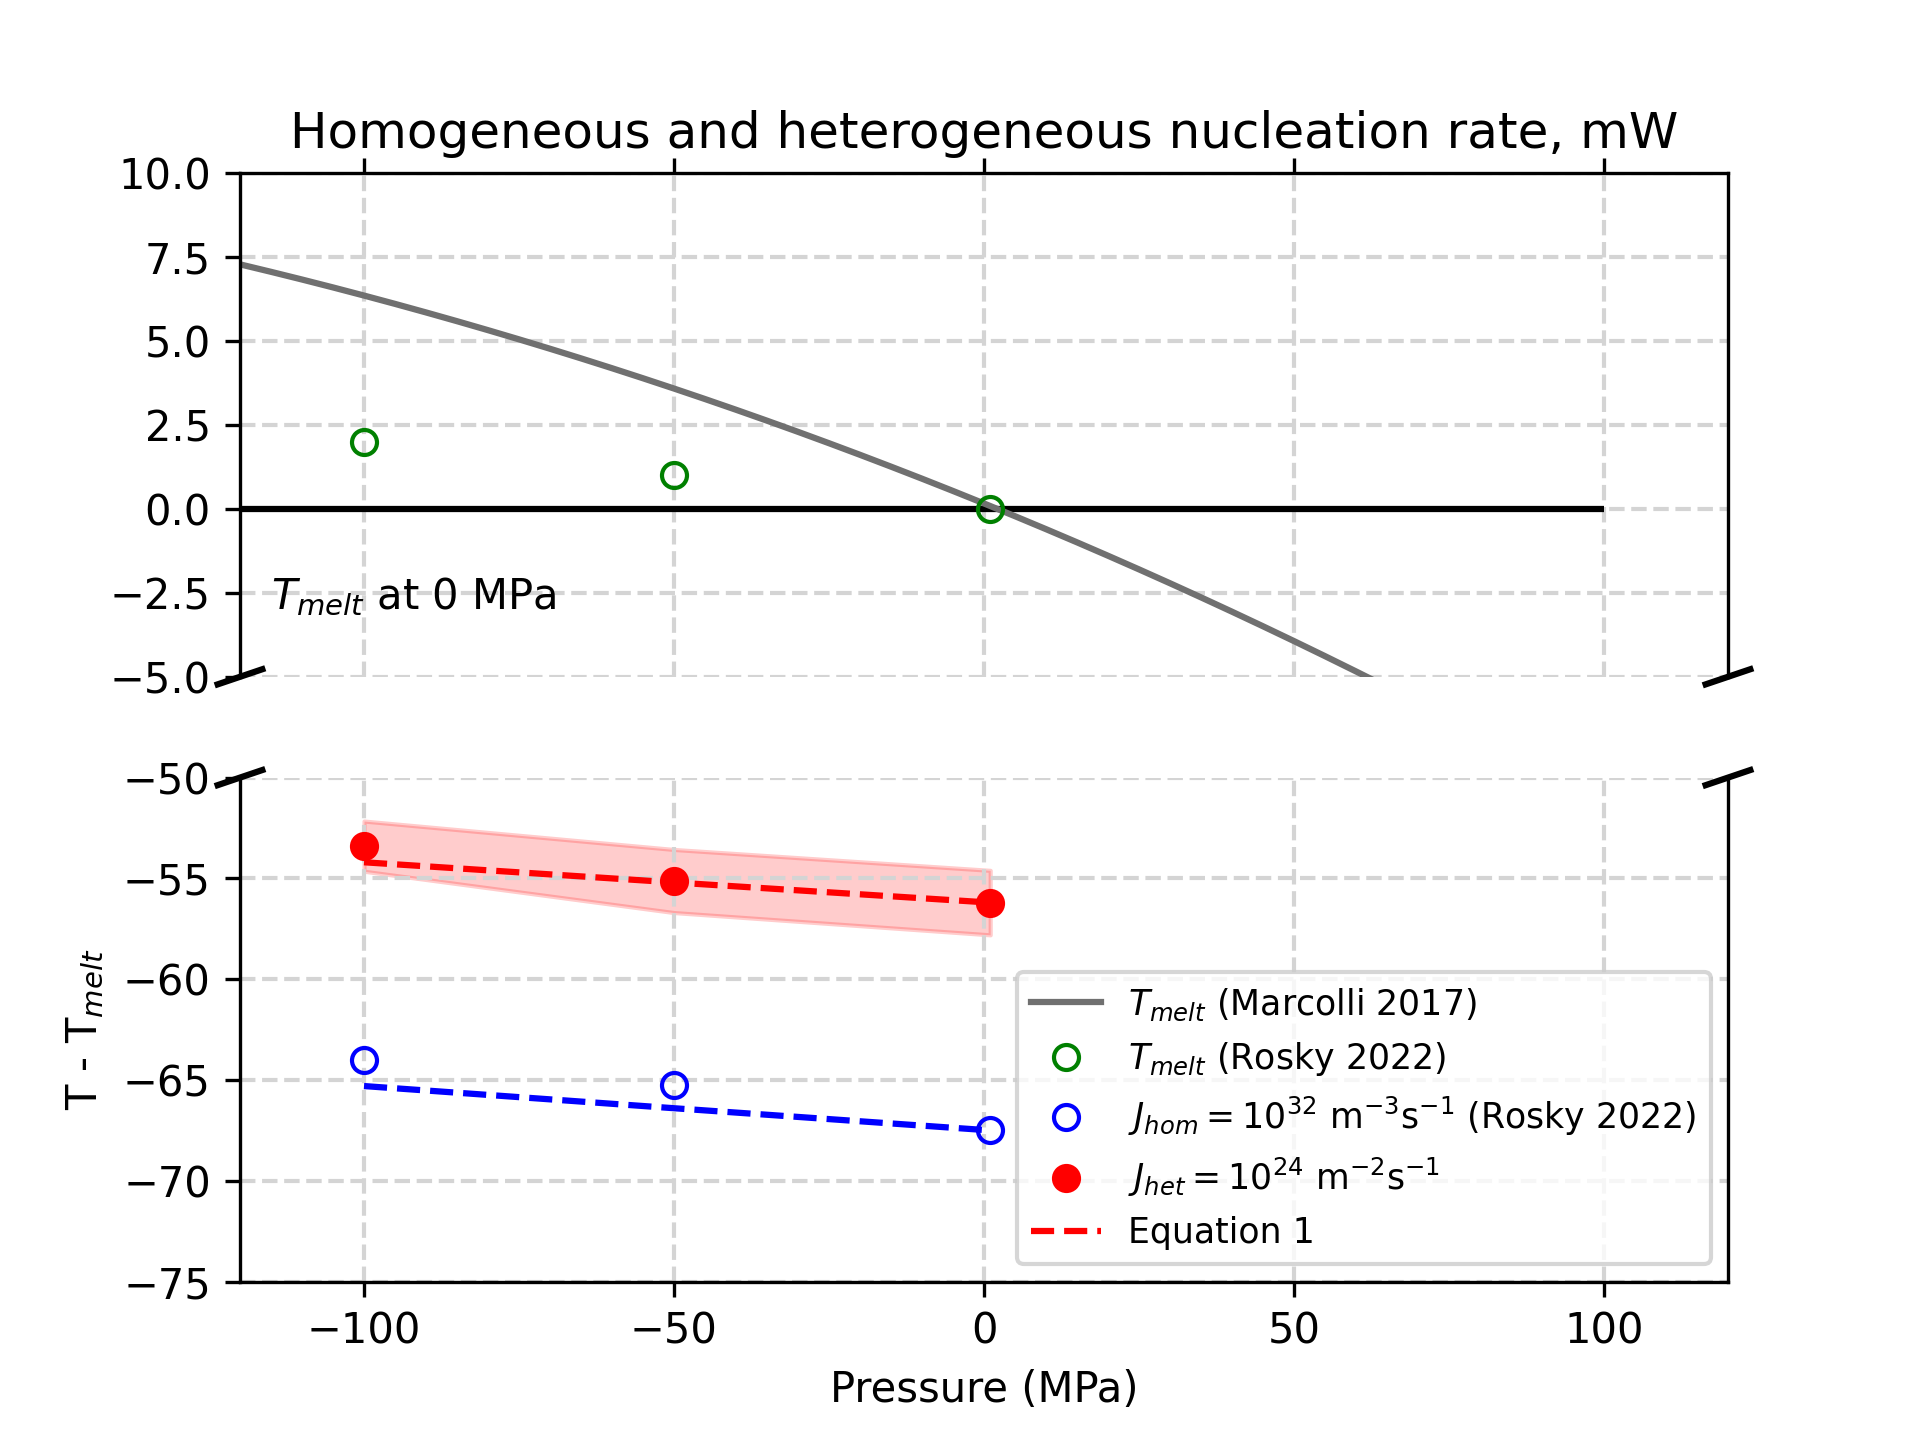 Homogeneous and heterogeneous nucleation rate, mW
10.0
7.5
5.0
2.5
0.0
−2.5
−5.0
T_melt at 0 MPa
−50
−55
−60
−65
−70
−75
T - T_melt
T_melt (Marcolli 2017)
T_melt (Rosky 2022)
J_hom = 10^32 m^−3s^−1 (Rosky 2022)
J_het = 10^24 m^−2s^−1
Equation 1
−100 −50 0 50 100
Pressure (MPa)